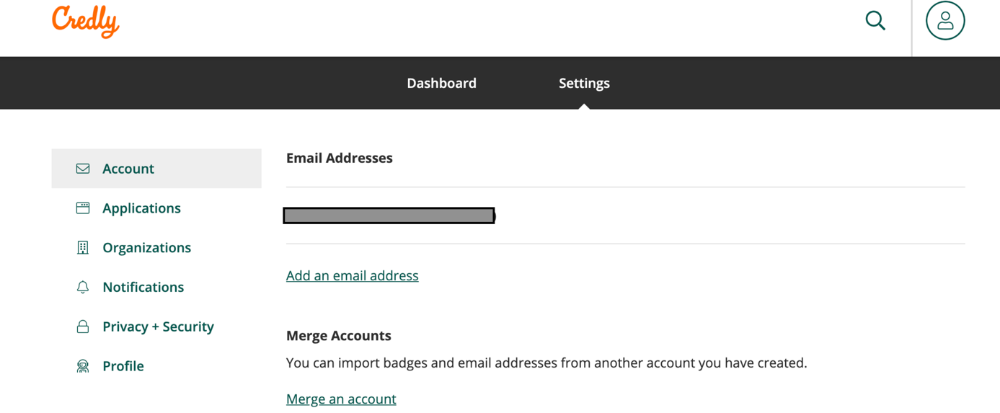 Credly
Dashboard
Settings
Account
Applications
Organizations
Notifications
Privacy + Security
Profile
Email Addresses
Add an email address
Merge Accounts
You can import badges and email addresses from another account you have created.
Merge an account